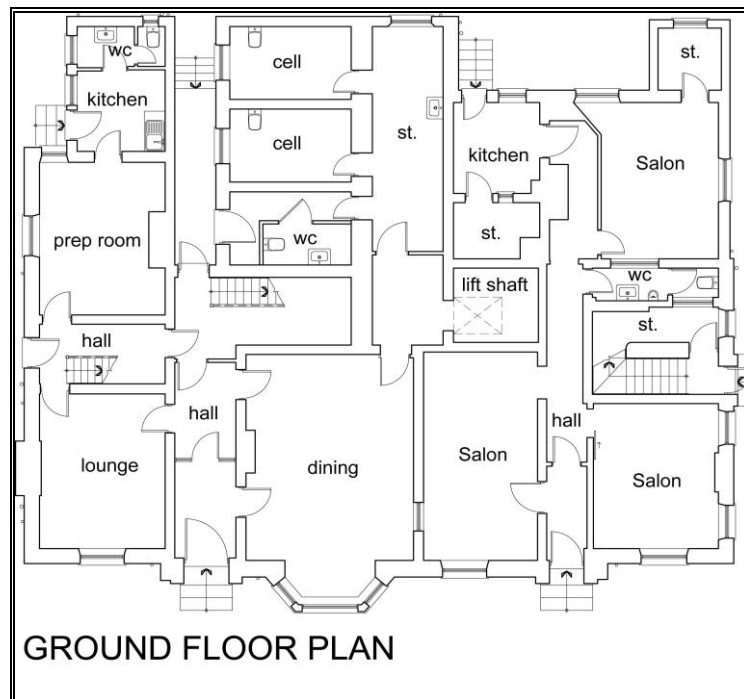 wc
cell
st.
kitchen
cell
st.
kitchen
Salon
prep room
wc
st.
lift shaft
wc
hall
st.
hall
hall
lounge
dining
Salon
Salon
GROUND FLOOR PLAN